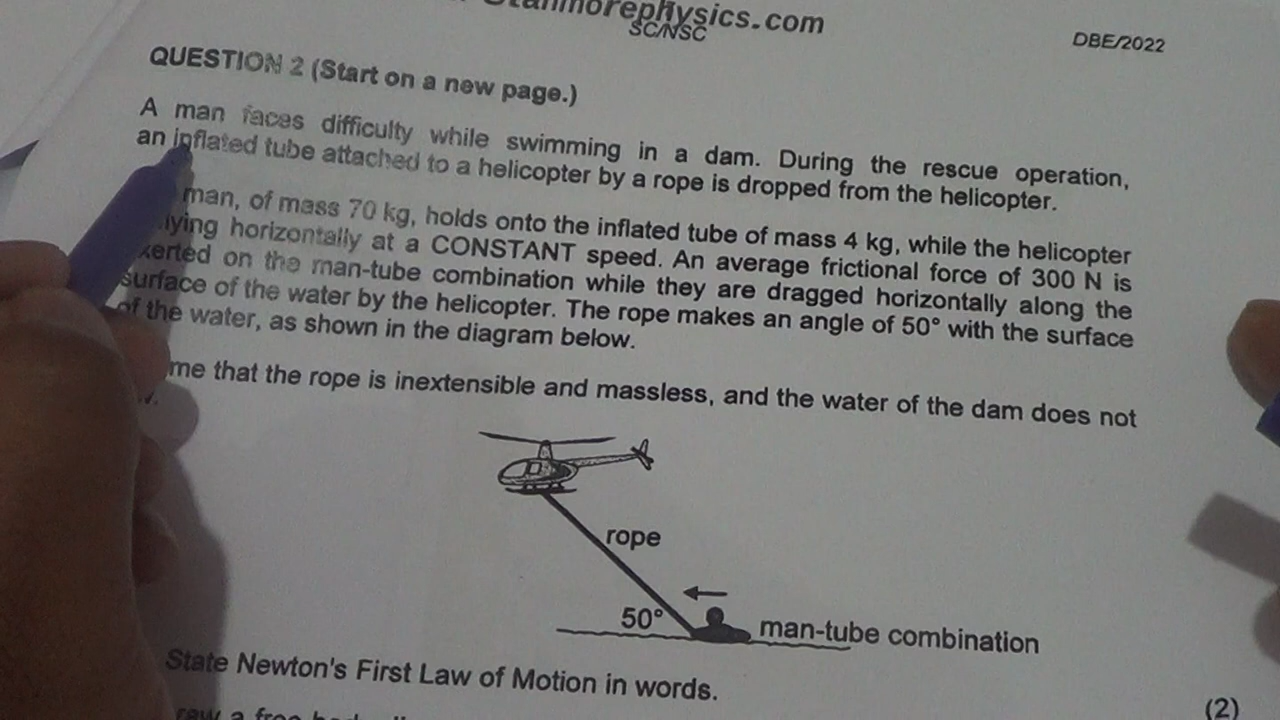 Stanmorephysics.com
SC/NSC
DBE/2022
QUESTION 2 (Start on a new page.)
A man faces difficulty while swimming in a dam. During the rescue operation,
an inflated tube attached to a helicopter by a rope is dropped from the helicopter.
man, of mass 70 kg, holds onto the inflated tube of mass 4 kg, while the helicopter
lying horizontally at a CONSTANT speed. An average frictional force of 300 N is
xerted on the man-tube combination while they are dragged horizontally along the
surface of the water by the helicopter. The rope makes an angle of 50° with the surface
of the water, as shown in the diagram below.
me that the rope is inextensible and massless, and the water of the dam does not
rope
50°
man-tube combination
State Newton's First Law of Motion in words.
(2)